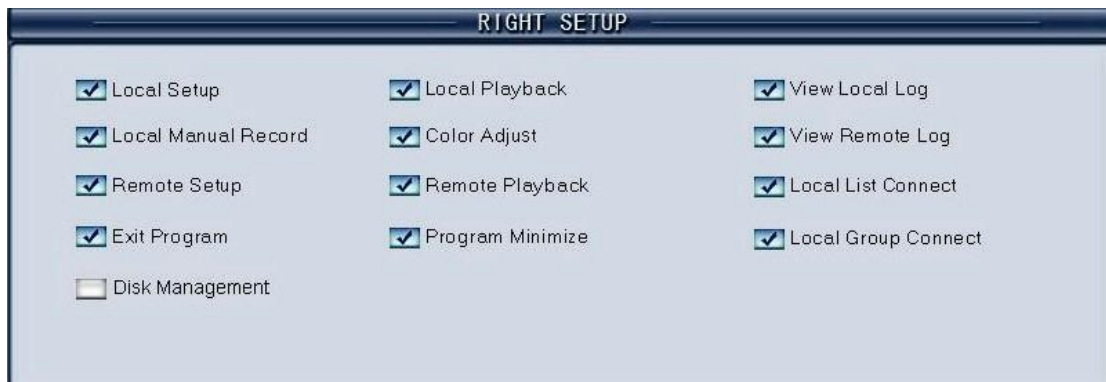 RIGHT SETUP
Local Setup Local Playback View Local Log
Local Manual Record Color Adjust View Remote Log
Remote Setup Remote Playback Local List Connect
Exit Program Program Minimize Local Group Connect
Disk Management